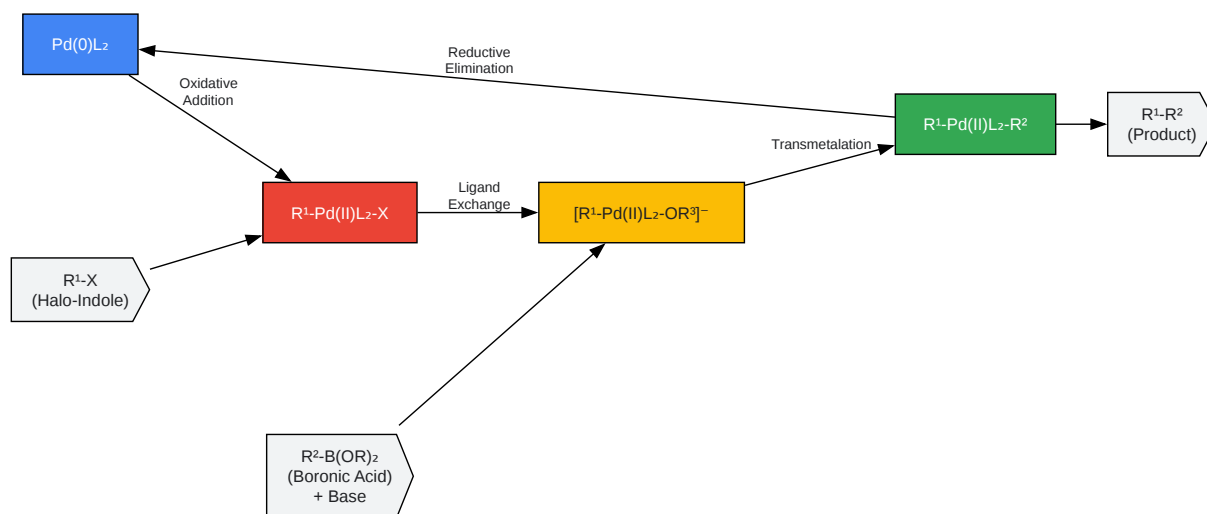 Pd(0)L₂
Oxidative
Addition
Reductive
Elimination
R¹-Pd(II)L₂-R²
R¹-R²
(Product)
Transmetalation
R¹-Pd(II)L₂-X
Ligand
Exchange
[R¹-Pd(II)L₂-OR³]⁻
R¹-X
(Halo-Indole)
R²-B(OR)₂
(Boronic Acid)
+ Base